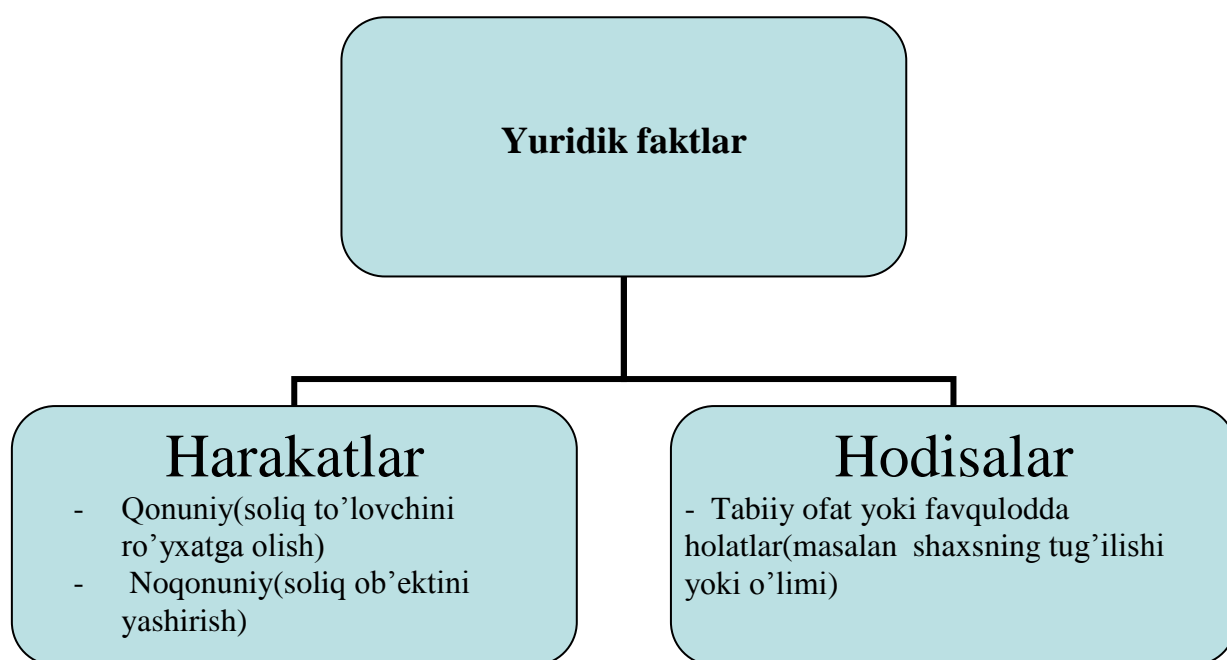 Yuridik faktlar
Harakatlar
- Qonuniy(soliq to’lovchini
ro’yxatga olish)
- Noqonuniy(soliq ob’ektini
yashirish)
Hodisalar
- Tabiiy ofat yoki favqulodda
holatlar(masalan shaxsning tug’ilishi
yoki o’limi)